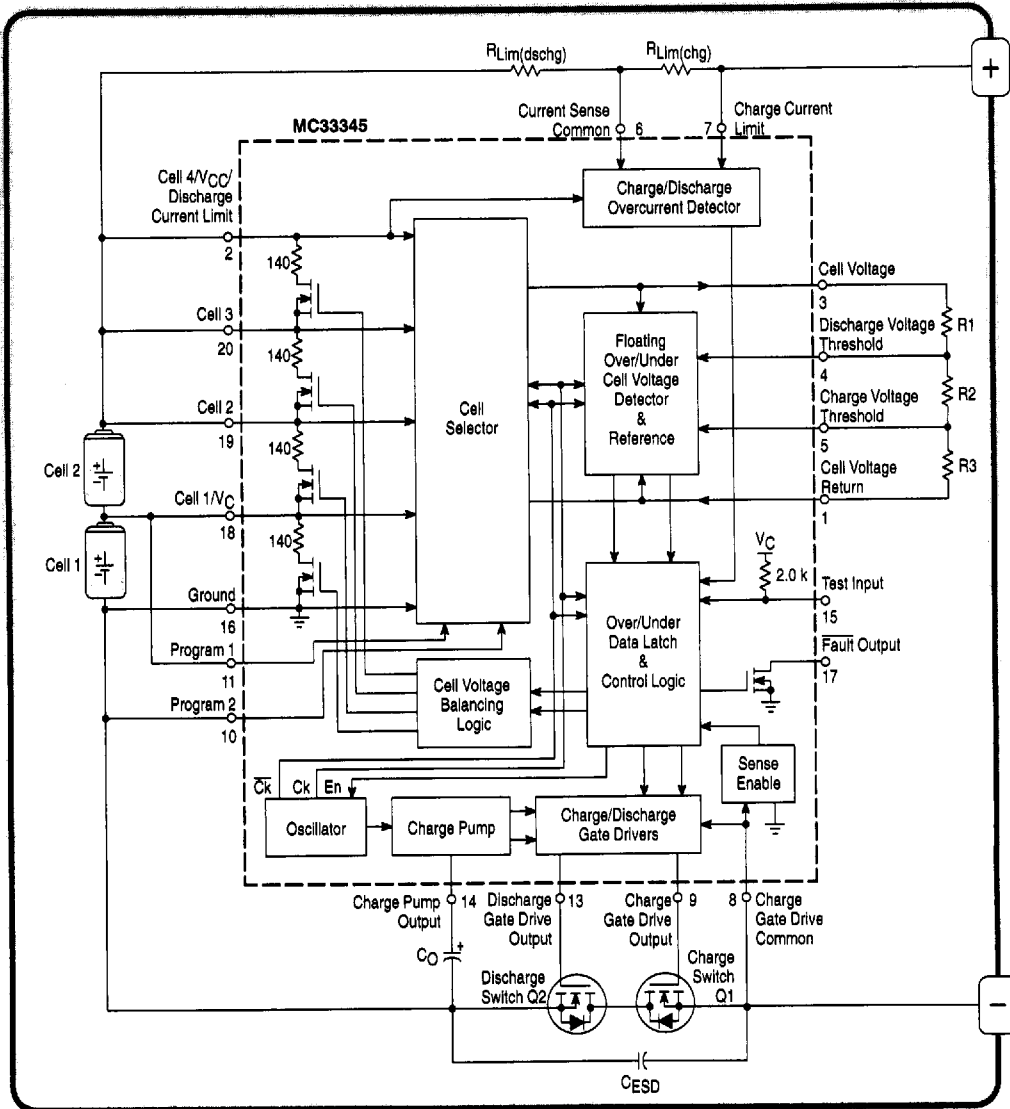 RLim(dschg)
RLim(chg)
+
Current Sense
Common
6
7
Charge Current
Limit
MC33345
Cell 4/VCC/
Discharge
Current Limit
2
Charge/Discharge
Overcurrent Detector
140
Cell Voltage
3
Cell 3
20
Discharge Voltage
Threshold
4
R1
140
Floating
Over/Under
Cell Voltage
Detector
&
Reference
Cell 2
19
Cell
Selector
Charge Voltage
Threshold
5
R2
140
Cell 2
+
−
Cell Voltage
Return
1
R3
Cell 1/VC
18
140
Cell 1
+
−
VC
2.0 k
Test Input
15
Ground
16
Over/Under
Data Latch
&
Control Logic
Fault Output
17
Program 1
11
Program 2
10
Cell Voltage
Balancing
Logic
Sense
Enable
Ck
Ck
En
Oscillator
Charge Pump
Charge/Discharge
Gate Drivers
Charge Pump
Output
14
Discharge
Gate Drive
Output
13
Charge
Gate Drive
Output
9
8
Charge
Gate Drive
Common
CO
+
Discharge
Switch Q2
Charge
Switch
Q1
−
CESD